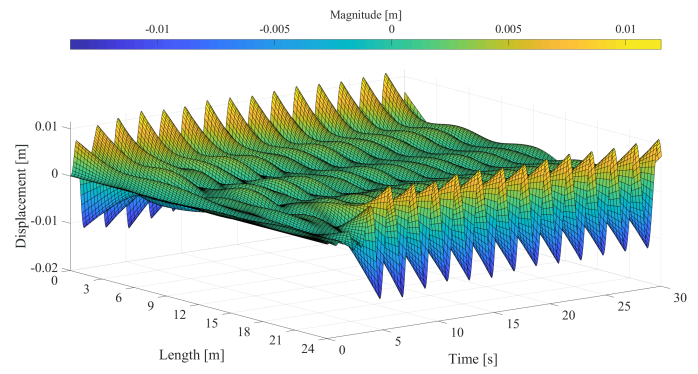 Magnitude [m]
-0.01 -0.005 0 0.005 0.01
Displacement [m]
0.01
0
-0.01
-0.02
0 3 6 9 12 15 18 21 24
Length [m]
0 5 10 15 20 25 30
Time [s]